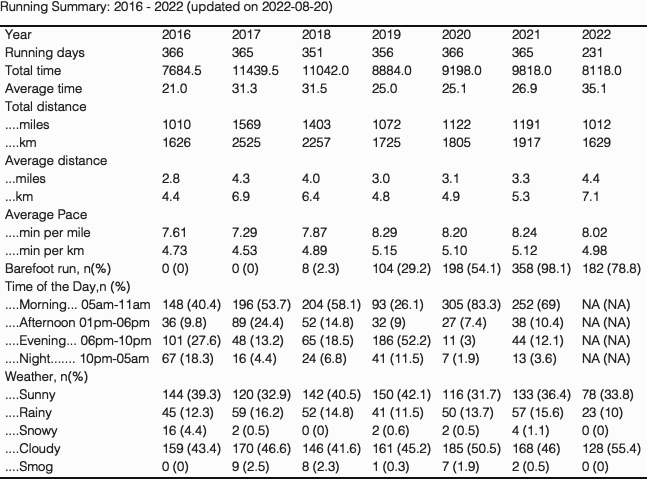 Running Summary: 2016 - 2022 (updated on 2022-08-20)
Year 2016 2017 2018 2019 2020 2021 2022
Running days 366 365 351 356 366 365 231
Total time 7684.5 11439.5 11042.0 8884.0 9198.0 9818.0 8118.0
Average time 21.0 31.3 31.5 25.0 25.1 26.9 35.1
Total distance
....miles 1010 1569 1403 1072 1122 1191 1012
....km 1626 2525 2257 1725 1805 1917 1629
Average distance
...miles 2.8 4.3 4.0 3.0 3.1 3.3 4.4
...km 4.4 6.9 6.4 4.8 4.9 5.3 7.1
Average Pace
....min per mile 7.61 7.29 7.87 8.29 8.20 8.24 8.02
....min per km 4.73 4.53 4.89 5.15 5.10 5.12 4.98
Barefoot run, n(%) 0 (0) 0 (0) 8 (2.3) 104 (29.2) 198 (54.1) 358 (98.1) 182 (78.8)
Time of the Day,n (%)
....Morning... 05am-11am 148 (40.4) 196 (53.7) 204 (58.1) 93 (26.1) 305 (83.3) 252 (69) NA (NA)
....Afternoon 01pm-06pm 36 (9.8) 89 (24.4) 52 (14.8) 32 (9) 27 (7.4) 38 (10.4) NA (NA)
....Evening... 06pm-10pm 101 (27.6) 48 (13.2) 65 (18.5) 186 (52.2) 11 (3) 44 (12.1) NA (NA)
....Night....... 10pm-05am 67 (18.3) 16 (4.4) 24 (6.8) 41 (11.5) 7 (1.9) 13 (3.6) NA (NA)
Weather, n(%)
....Sunny 144 (39.3) 120 (32.9) 142 (40.5) 150 (42.1) 116 (31.7) 133 (36.4) 78 (33.8)
....Rainy 45 (12.3) 59 (16.2) 52 (14.8) 41 (11.5) 50 (13.7) 57 (15.6) 23 (10)
....Snowy 16 (4.4) 2 (0.5) 0 (0) 2 (0.6) 2 (0.5) 4 (1.1) 0 (0)
....Cloudy 159 (43.4) 170 (46.6) 146 (41.6) 161 (45.2) 185 (50.5) 168 (46) 128 (55.4)
....Smog 0 (0) 9 (2.5) 8 (2.3) 1 (0.3) 7 (1.9) 2 (0.5) 0 (0)